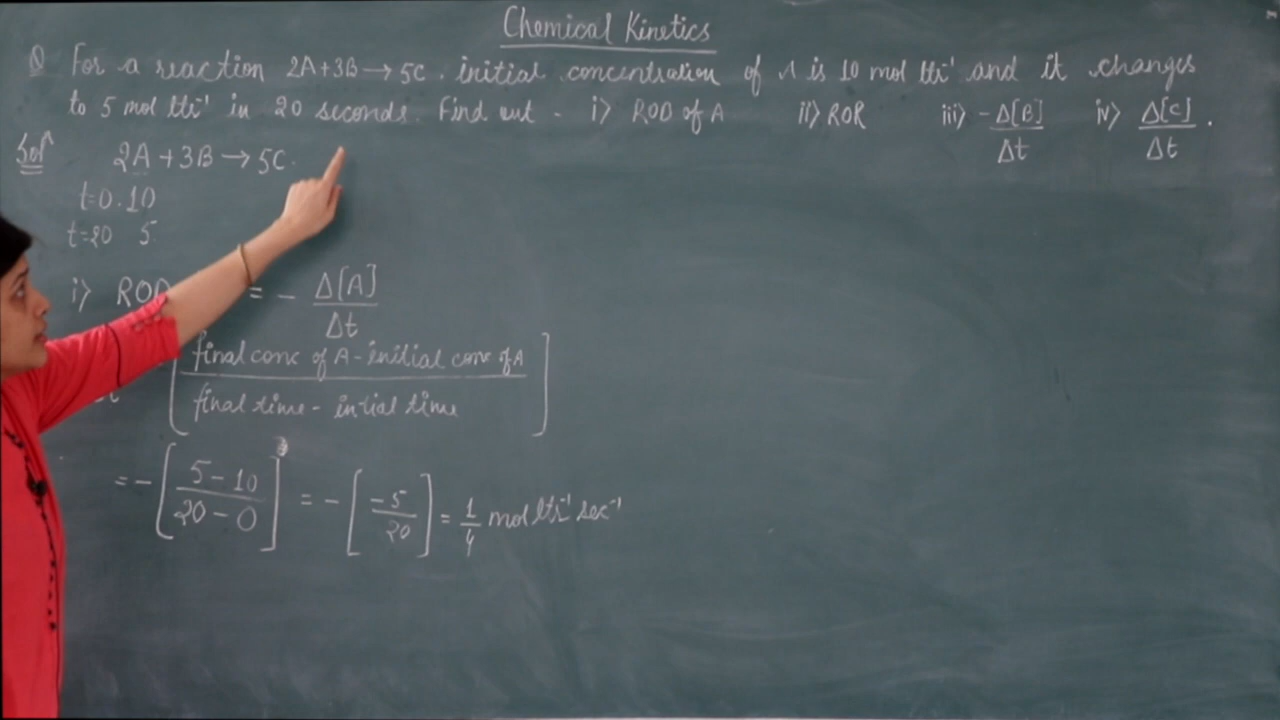 Chemical Kinetics
Q For a reaction 2A+3B→5C. initial concentration of A is 10 mol ltr⁻¹ and it changes
to 5 mol ltr⁻¹ in 20 seconds. Find out - i> ROD of A ii> ROR iii> -Δ[B]/Δt iv> Δ[C]/Δt.
Solⁿ 2A+3B→5C.
t=0. 10
t=20 5
i> ROD = - Δ[A]/Δt
[final conc of A - initial conc of A / final time - intial time]
= -[5-10/20-0] = -[-5/20] = 1/4 mol ltr⁻¹ sec⁻¹